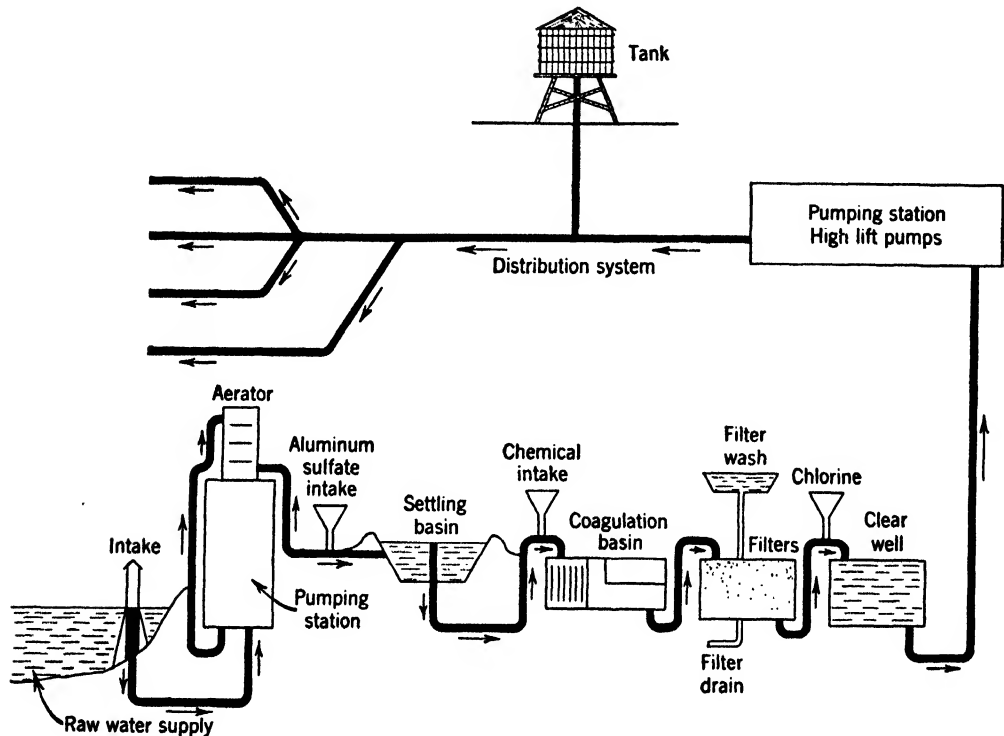 Tank
Pumping station
High lift pumps
Distribution system
Aerator
Aluminum
sulfate
intake
Settling
basin
Chemical
intake
Coagulation
basin
Filter
wash
Filters
Chlorine
Clear
well
Intake
Pumping
station
Filter
drain
Raw water supply